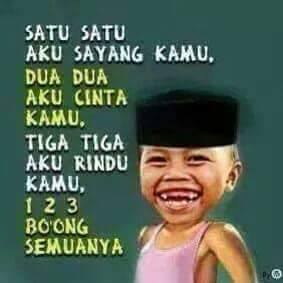 SATU SATU
AKU SAYANG KAMU,
DUA DUA
AKU CINTA
KAMU,
TIGA TIGA
AKU RINDU
KAMU,
1 2 3
BO'ONG
SEMUANYA